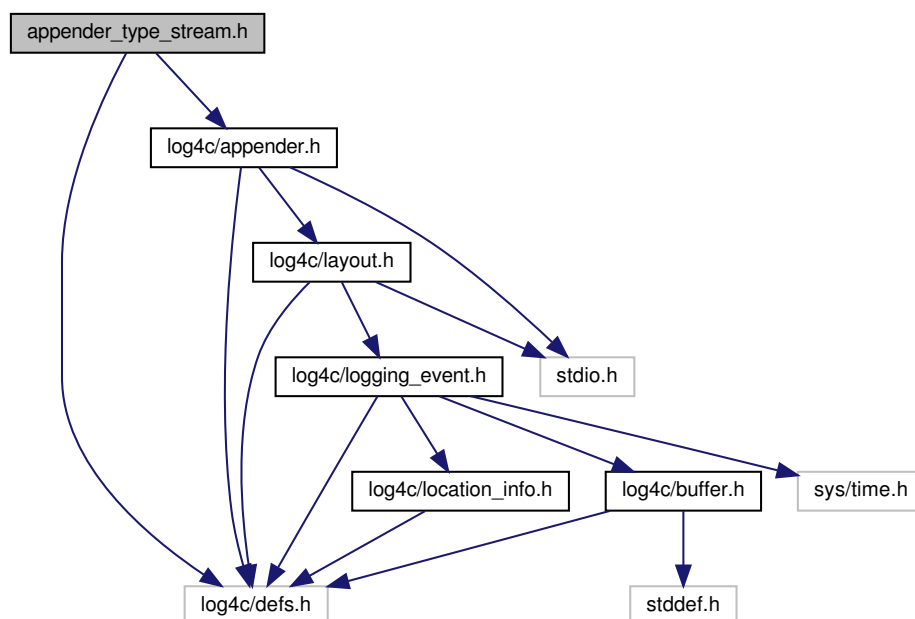 appender_type_stream.h
log4c/appender.h
log4c/layout.h
log4c/logging_event.h
stdio.h
log4c/location_info.h
log4c/buffer.h
sys/time.h
log4c/defs.h
stddef.h